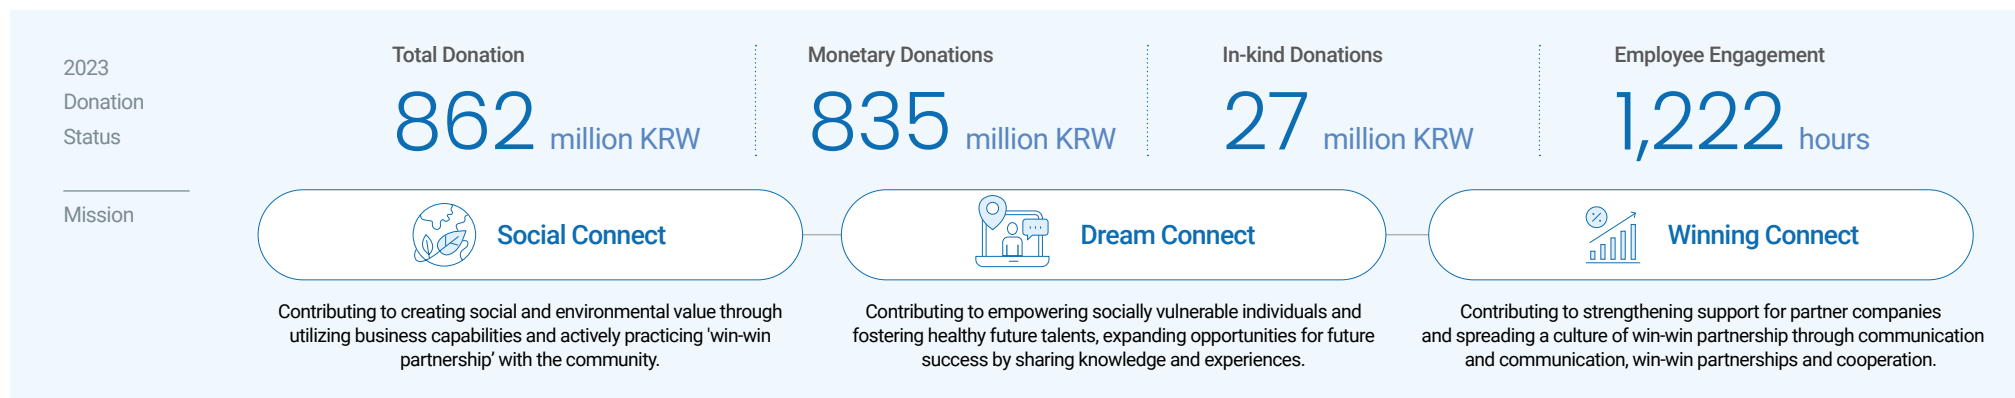 2023
Donation
Status
Total Donation
862 million KRW
Monetary Donations
835 million KRW
In-kind Donations
27 million KRW
Employee Engagement
1,222 hours
Mission
Social Connect
Contributing to creating social and environmental value through
utilizing business capabilities and actively practicing 'win-win
partnership’ with the community.
Dream Connect
Contributing to empowering socially vulnerable individuals and
fostering healthy future talents, expanding opportunities for future
success by sharing knowledge and experiences.
%
Winning Connect
Contributing to strengthening support for partner companies
and spreading a culture of win-win partnership through communication
and communication, win-win partnerships and cooperation.